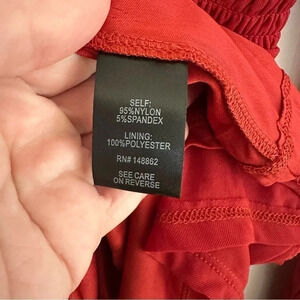 SELF:
95%NYLON
5%SPANDEX
LINING:
100%POLYESTER
RN# 148862
SEE CARE
ON REVERSE